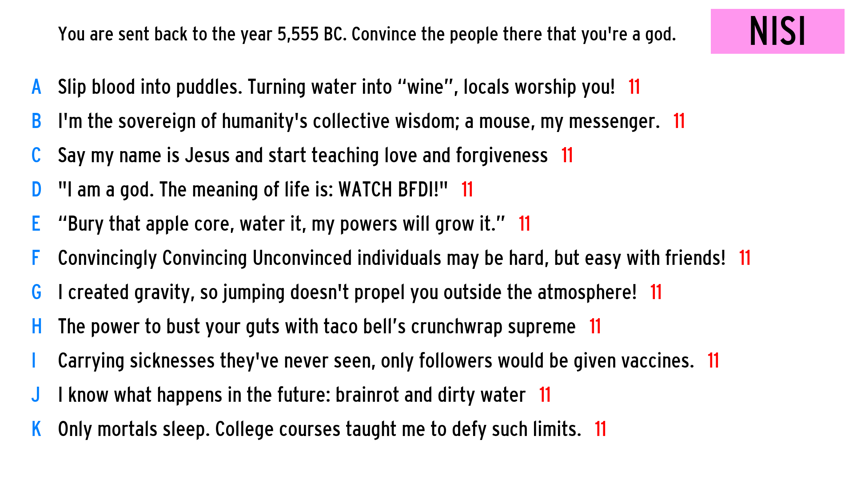 You are sent back to the year 5,555 BC. Convince the people there that you're a god.
NISI
A Slip blood into puddles. Turning water into “wine”, locals worship you! 11
B I'm the sovereign of humanity's collective wisdom; a mouse, my messenger. 11
C Say my name is Jesus and start teaching love and forgiveness 11
D "I am a god. The meaning of life is: WATCH BFDI!" 11
E “Bury that apple core, water it, my powers will grow it.” 11
F Convincingly Convincing Unconvinced individuals may be hard, but easy with friends! 11
G I created gravity, so jumping doesn't propel you outside the atmosphere! 11
H The power to bust your guts with taco bell’s crunchwrap supreme 11
I Carrying sicknesses they've never seen, only followers would be given vaccines. 11
J I know what happens in the future: brainrot and dirty water 11
K Only mortals sleep. College courses taught me to defy such limits. 11